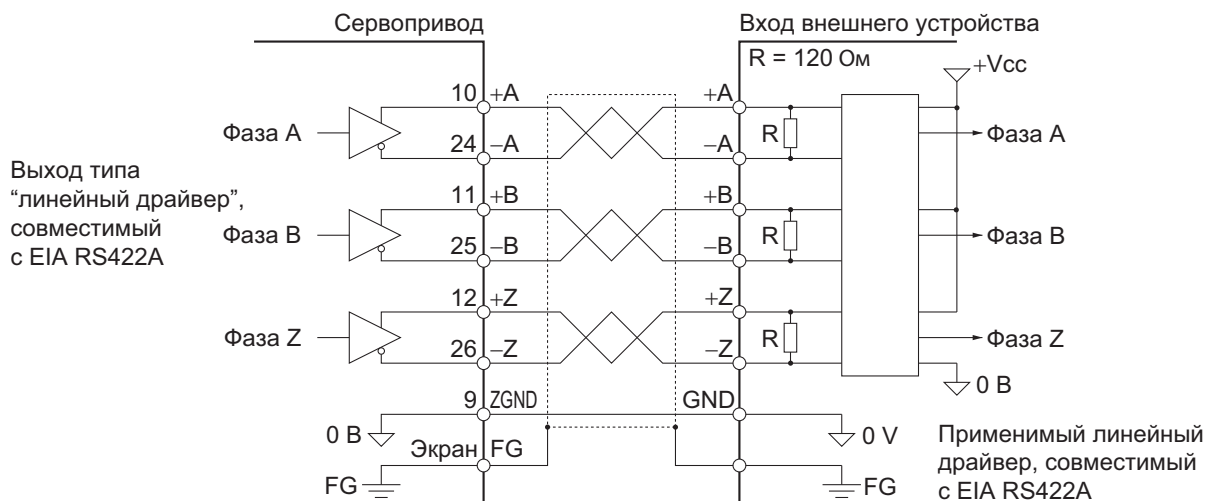 Сервопривод
Вход внешнего устройства
R = 120 Ом
+Vcc
10 +A
+A
Фаза A
R
Фаза A
24 –A
–A
Выход типа
“линейный драйвер”,
совместимый
с EIA RS422A
11 +B
+B
Фаза B
R
Фаза B
25 –B
–B
12 +Z
+Z
Фаза Z
R
Фаза Z
26 –Z
–Z
0 В
9 ZGND
GND
0 В
0 V
Экран FG
FG
FG
Применимый линейный
драйвер, совместимый
с EIA RS422A